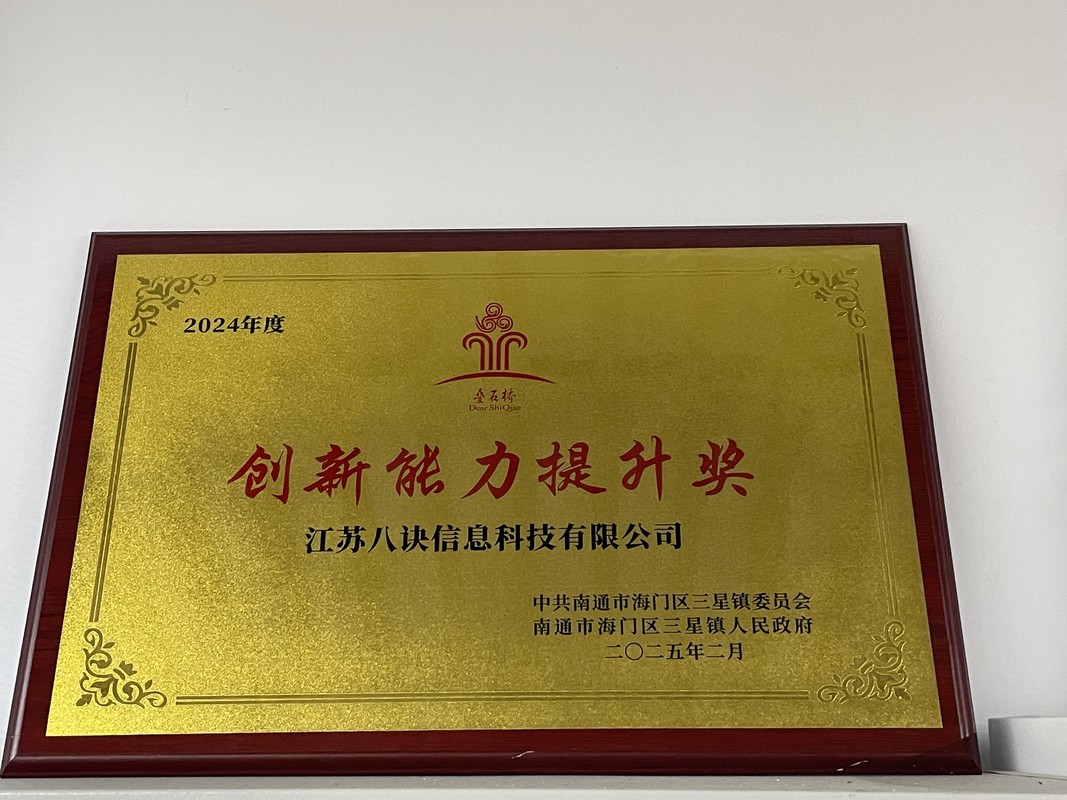 2024年度
叠石桥
Dear ShiQiao
创新能力提升奖
江苏八诀信息科技有限公司
中共南通市海门区三星镇委员会
南通市海门区三星镇人民政府
二〇二五年二月